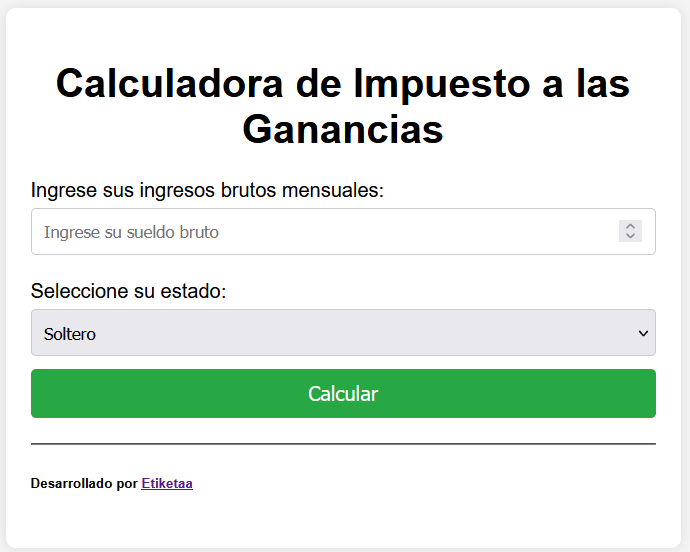 Calculadora de Impuesto a las
Ganancias
Ingrese sus ingresos brutos mensuales:
Ingrese su sueldo bruto
Seleccione su estado:
Soltero
Calcular
Desarrollado por Etiketaa